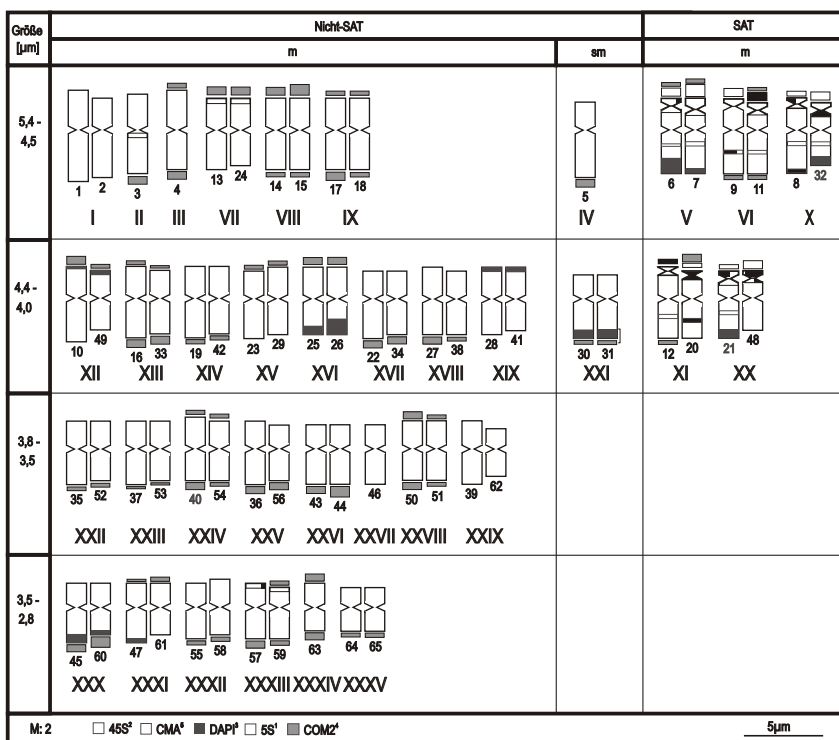 Größe [µm]
Nicht-SAT
SAT
m
sm
m
5,4 - 4,5
1 2 3 4 13 24 14 15 17 18 5 6 7 9 11 8 32
I II III VII VIII IX IV V VI X
4,4 - 4,0
10 49 16 33 19 42 23 29 25 26 22 34 27 38 28 41 30 31 12 20 21 48
XII XIII XIV XV XVI XVII XVIII XIX XXI XI XX
3,8 - 3,5
35 52 37 53 40 54 36 56 43 44 46 50 51 39 62
XXII XXIII XXIV XXV XXVI XXVII XXVIII XXIX
3,5 - 2,8
45 60 47 61 55 58 57 59 63 64 65
XXX XXXI XXXII XXXIII XXXIV XXXV
M: 2 45S² CMA⁵ DAPI³ 5S¹ COM2⁴ 5µm